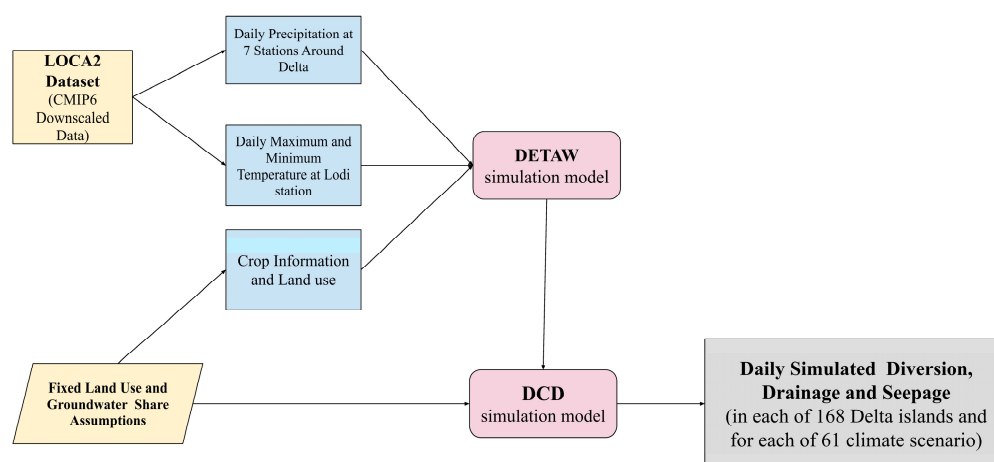 LOCA2
Dataset
(CMIP6
Downscaled
Data)
Daily Precipitation at
7 Stations Around
Delta
Daily Maximum and
Minimum
Temperature at Lodi
station
Crop Information
and Land use
DETAW
simulation model
Fixed Land Use and
Groundwater Share
Assumptions
DCD
simulation model
Daily Simulated Diversion,
Drainage and Seepage
(in each of 168 Delta islands and
for each of 61 climate scenario)